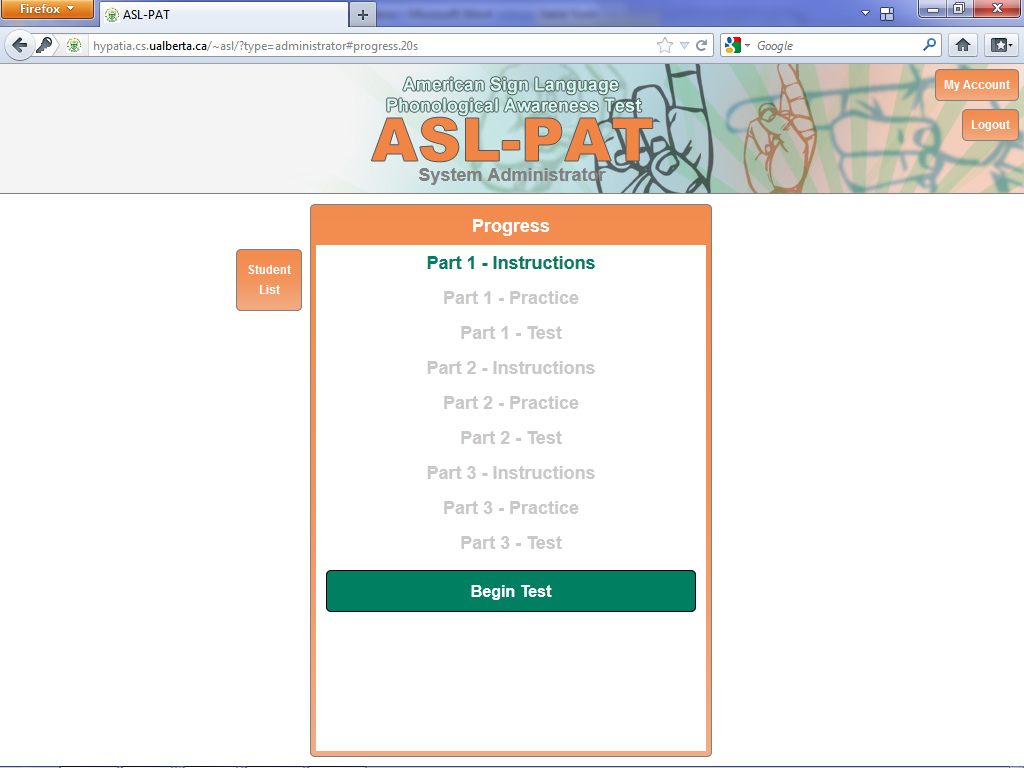 Firefox
ASL-PAT
hypatia.cs.ualberta.ca/~asl/?type=administrator#progress.20s
Google
American Sign Language
Phonological Awareness Test
ASL-PAT
System Administrator
My Account
Logout
Progress
Student
List
Part 1 - Instructions
Part 1 - Practice
Part 1 - Test
Part 2 - Instructions
Part 2 - Practice
Part 2 - Test
Part 3 - Instructions
Part 3 - Practice
Part 3 - Test
Begin Test